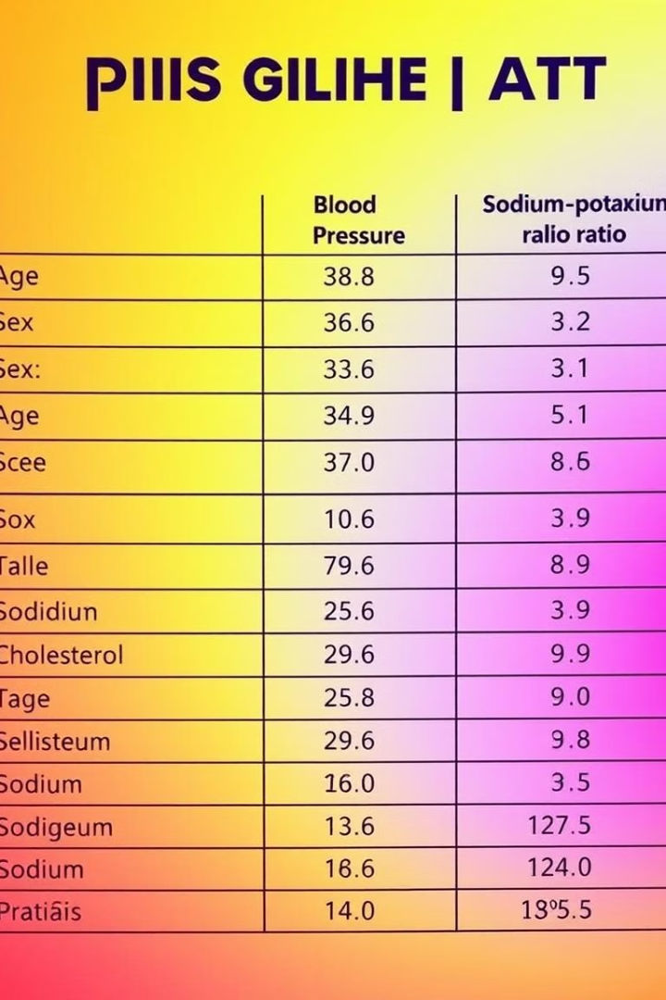 PIIIS GILIHE | ATT
Blood Pressure Sodium-potaxiun ralio ratio
Age 38.8 9.5
Sex 36.6 3.2
Sex: 33.6 3.1
Age 34.9 5.1
Scee 37.0 8.6
Sox 10.6 3.9
Talle 79.6 8.9
Sodidiun 25.6 3.9
Cholesterol 29.6 9.9
Tage 25.8 9.0
Sellisteum 29.6 9.8
Sodium 16.0 3.5
Sodigeum 13.6 127.5
Sodium 16.6 124.0
Pratiãis 14.0 13º5.5